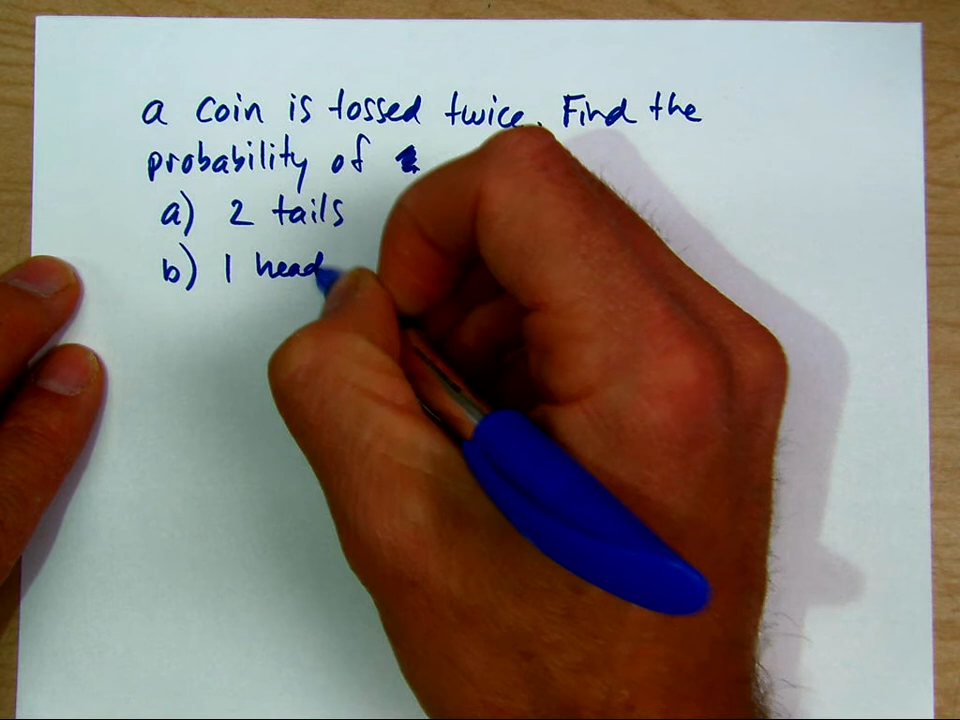 a coin is tossed twice. Find the
probability of
a) 2 tails
b) 1 head